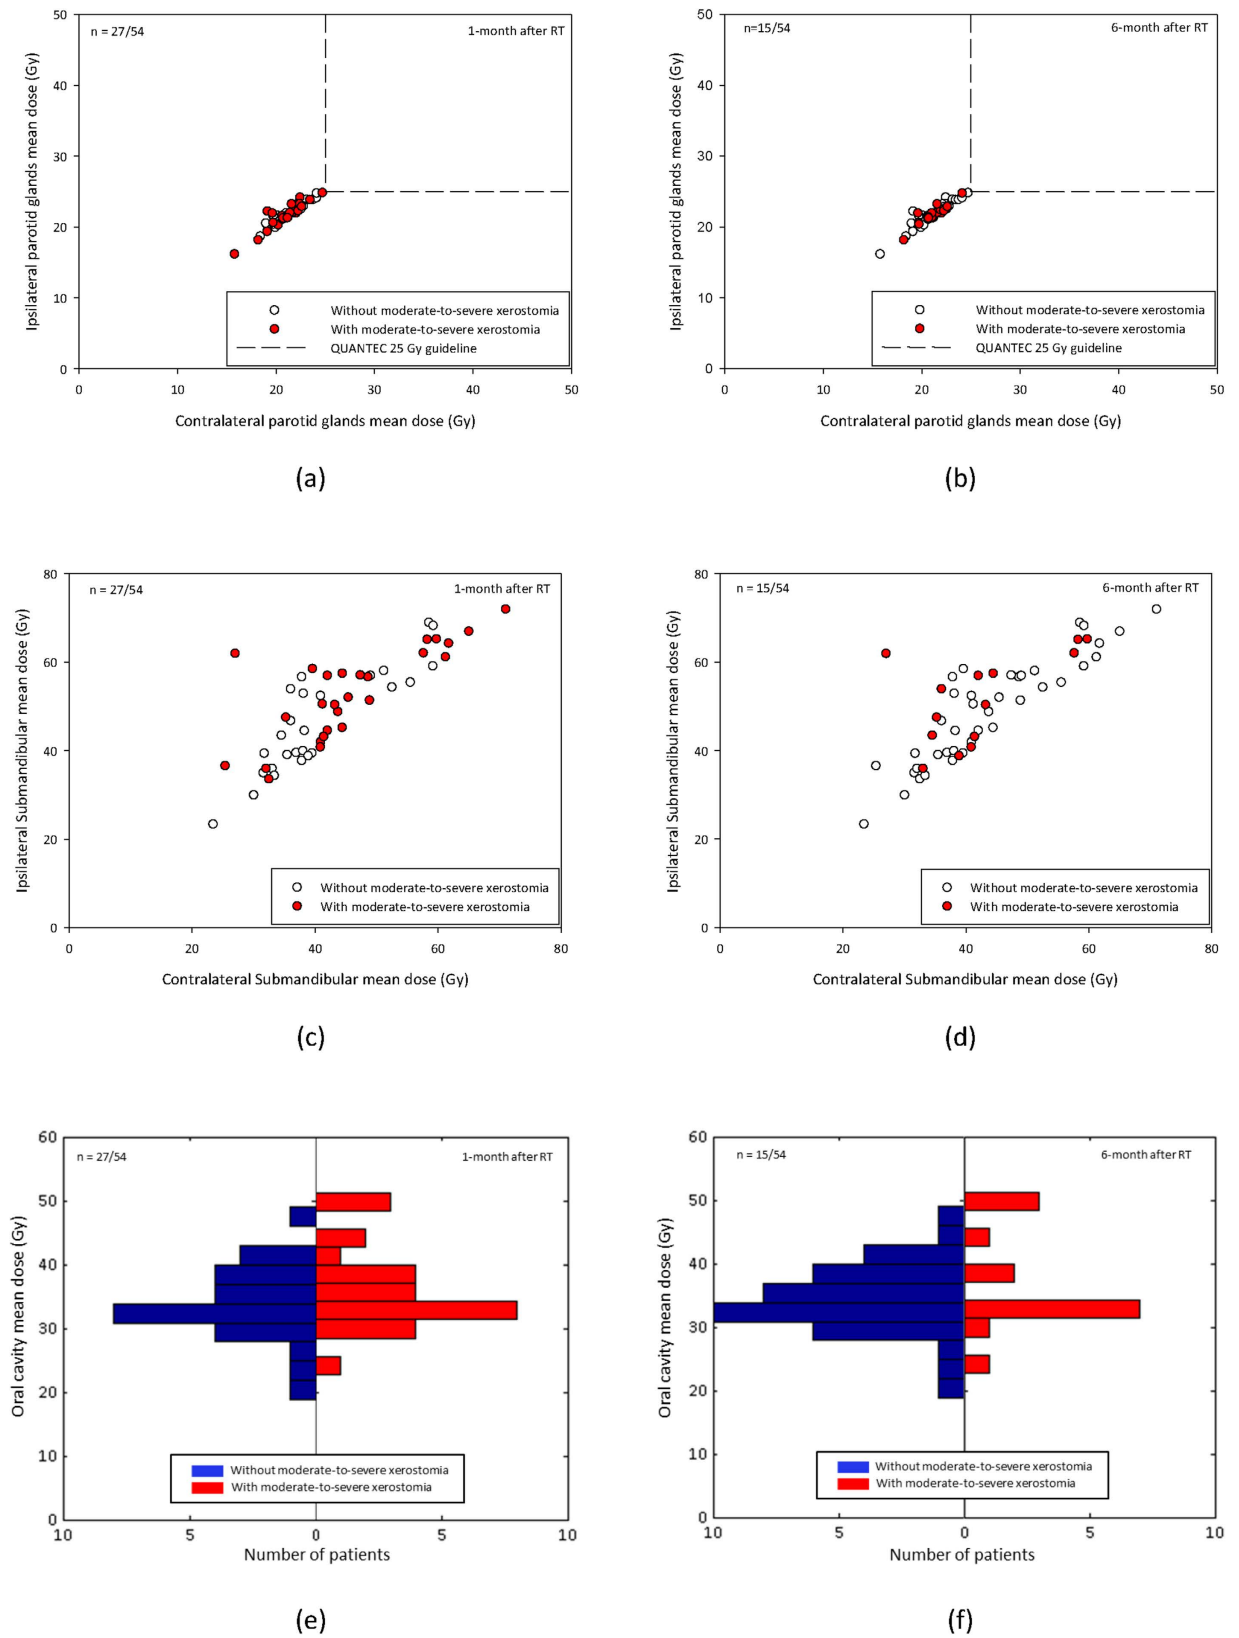 n = 27/54
1-month after RT
Ipsilateral parotid glands mean dose (Gy)
50
40
30
20
10
0
Without moderate-to-severe xerostomia
With moderate-to-severe xerostomia
QUANTEC 25 Gy guideline
0 10 20 30 40 50
Contralateral parotid glands mean dose (Gy)
(a)
n=15/54
6-month after RT
Ipsilateral parotid glands mean dose (Gy)
50
40
30
20
10
0
Without moderate-to-severe xerostomia
With moderate-to-severe xerostomia
QUANTEC 25 Gy guideline
0 10 20 30 40 50
Contralateral parotid glands mean dose (Gy)
(b)
n = 27/54
1-month after RT
Ipsilateral Submandibular mean dose (Gy)
80
60
40
20
0
Without moderate-to-severe xerostomia
With moderate-to-severe xerostomia
0 20 40 60 80
Contralateral Submandibular mean dose (Gy)
(c)
n = 15/54
6-month after RT
Ipsilateral Submandibular mean dose (Gy)
80
60
40
20
0
Without moderate-to-severe xerostomia
With moderate-to-severe xerostomia
0 20 40 60 80
Contralateral Submandibular mean dose (Gy)
(d)
n = 27/54
1-month after RT
Oral cavity mean dose (Gy)
60
50
40
30
20
10
0
Without moderate-to-severe xerostomia
With moderate-to-severe xerostomia
10 5 0 5 10
Number of patients
(e)
n = 15/54
6-month after RT
Oral cavity mean dose (Gy)
60
50
40
30
20
10
0
Without moderate-to-severe xerostomia
With moderate-to-severe xerostomia
10 5 0 5 10
Number of patients
(f)